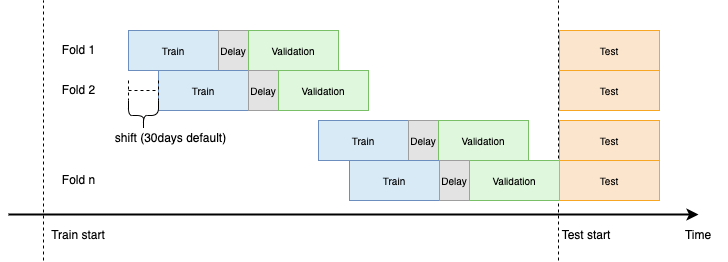 Fold 1 Train Delay Validation Test
Fold 2 Train Delay Validation Test
shift (30days default)
Train Delay Validation Test
Fold n Train Delay Validation Test
Train start Test start Time